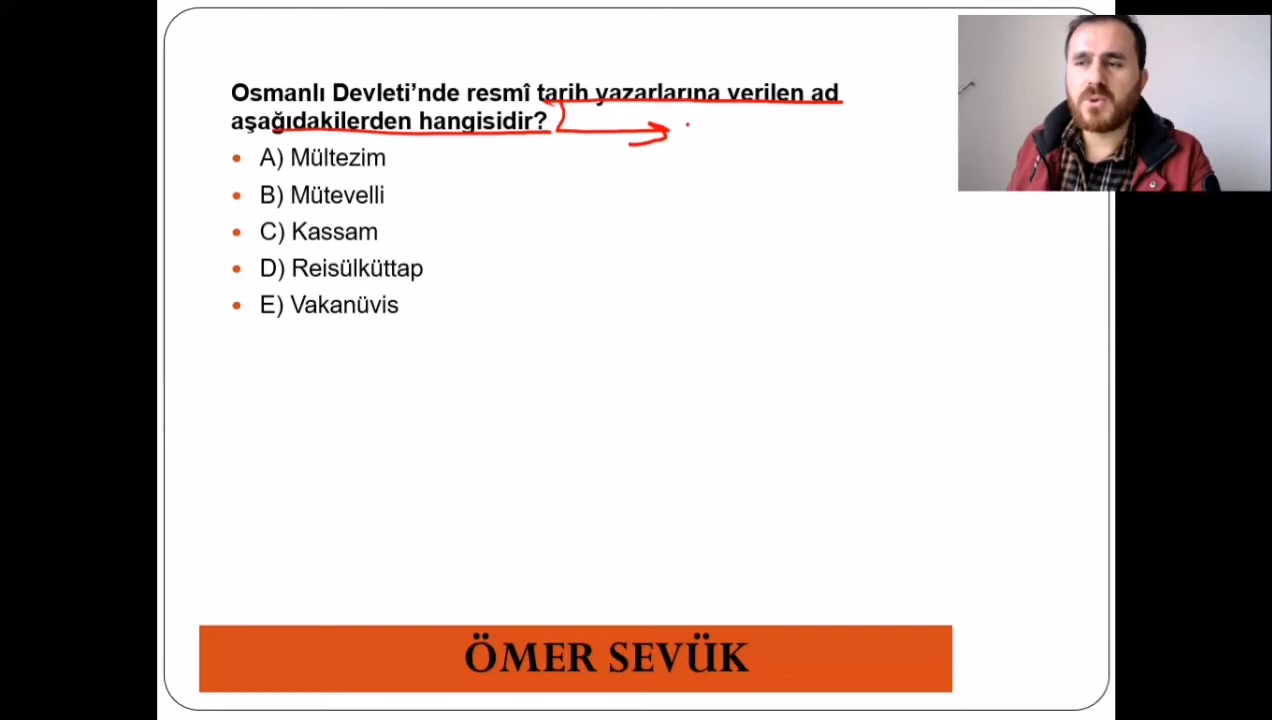 Osmanlı Devleti’nde resmî tarih yazarlarına verilen ad
aşağıdakilerden hangisidir?
• A) Mültezim
• B) Mütevelli
• C) Kassam
• D) Reisülküttap
• E) Vakanüvis
ÖMER SEVÜK